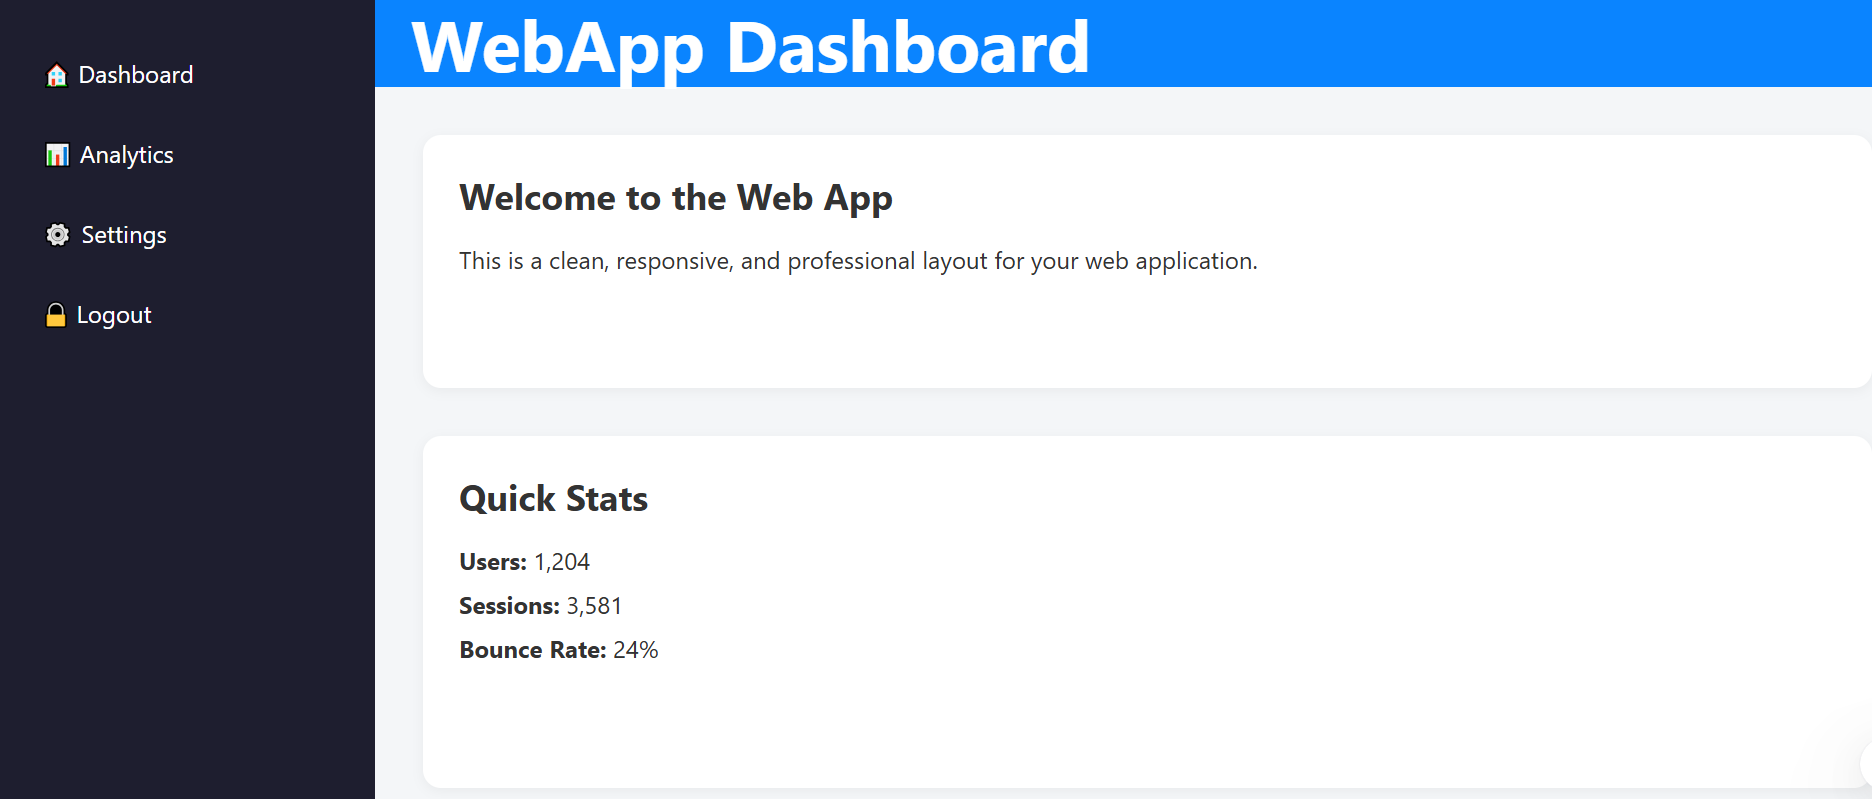 Dashboard
Analytics
Settings
Logout
WebApp Dashboard
Welcome to the Web App
This is a clean, responsive, and professional layout for your web application.
Quick Stats
Users: 1,204
Sessions: 3,581
Bounce Rate: 24%